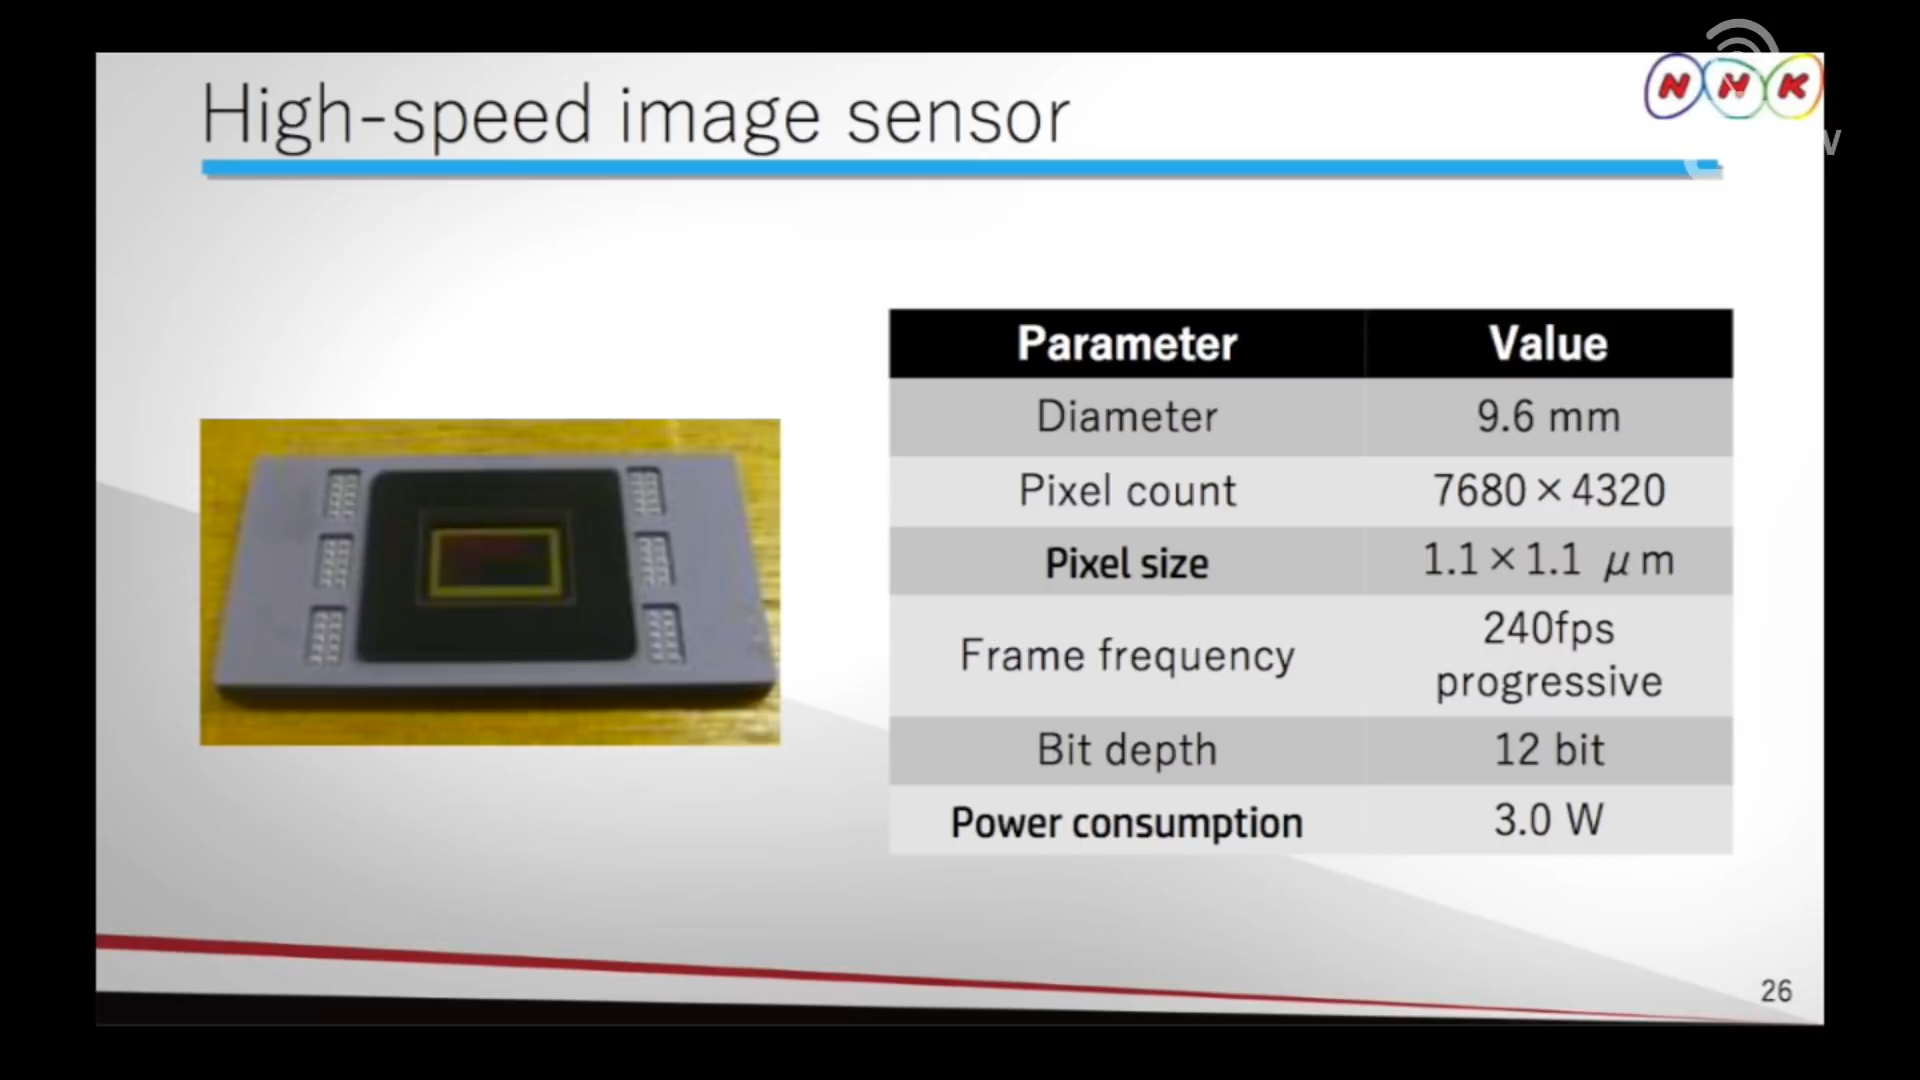 NHK
High-speed image sensor
Parameter Value
Diameter 9.6 mm
Pixel count 7680×4320
Pixel size 1.1×1.1 μm
Frame frequency 240fps
progressive
Bit depth 12 bit
Power consumption 3.0 W
26